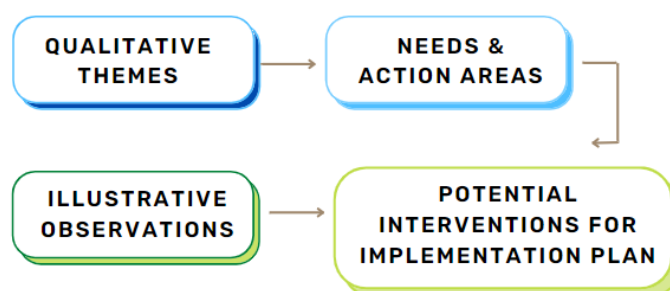 QUALITATIVE
THEMES
NEEDS &
ACTION AREAS
ILLUSTRATIVE
OBSERVATIONS
POTENTIAL
INTERVENTIONS FOR
IMPLEMENTATION PLAN